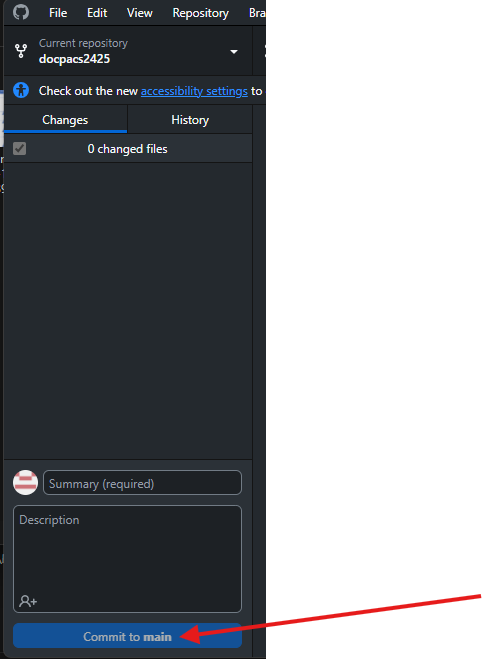 File Edit View Repository Bra
Current repository
docpacs2425
Check out the new accessibility settings to
Changes History
0 changed files
Summary (required)
Description
Commit to main